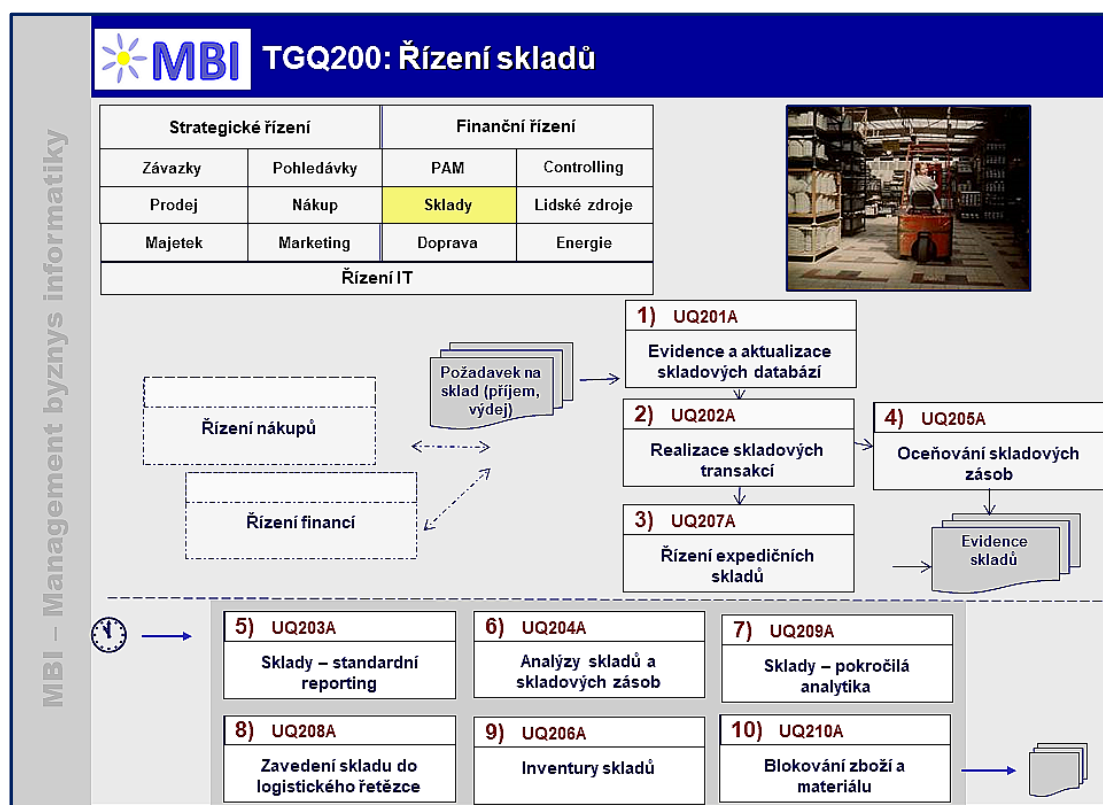 MBI – Management byznys informatiky
MBI
TGQ200: Řízení skladů
Strategické řízení
Finanční řízení
Závazky
Pohledávky
PAM
Controlling
Prodej
Nákup
Sklady
Lidské zdroje
Majetek
Marketing
Doprava
Energie
Řízení IT
1) UQ201A
Evidence a aktualizace
skladových databází
Požadavek na
sklad (příjem,
výdej)
Řízení nákupů
Řízení financí
2) UQ202A
Realizace skladových
transakcí
4) UQ205A
Oceňování skladových
zásob
3) UQ207A
Řízení expedičních
skladů
Evidence
skladů
5) UQ203A
Sklady – standardní
reporting
6) UQ204A
Analýzy skladů a
skladových zásob
7) UQ209A
Sklady – pokročilá
analytika
8) UQ208A
Zavedení skladu do
logistického řetězce
9) UQ206A
Inventury skladů
10) UQ210A
Blokování zboží a
materiálu